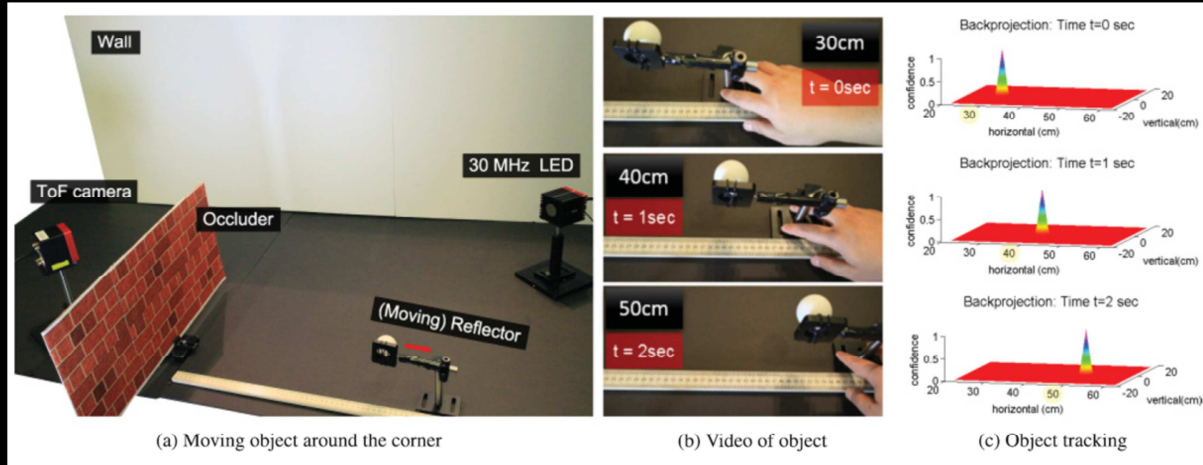 Wall
ToF camera
Occluder
30 MHz LED
(Moving) Reflector
(a) Moving object around the corner
30cm
t = 0sec
40cm
t = 1sec
50cm
t = 2sec
(b) Video of object
Backprojection: Time t=0 sec
confidence
1
0.5
0
20
30
40
50
60
-20
0
20
horizontal (cm)
vertical(cm)
Backprojection: Time t=1 sec
confidence
1
0.5
0
20
30
40
50
60
-20
0
20
horizontal (cm)
vertical(cm)
Backprojection: Time t=2 sec
confidence
1
0.5
0
20
30
40
50
60
-20
0
20
horizontal (cm)
vertical(cm)
(c) Object tracking